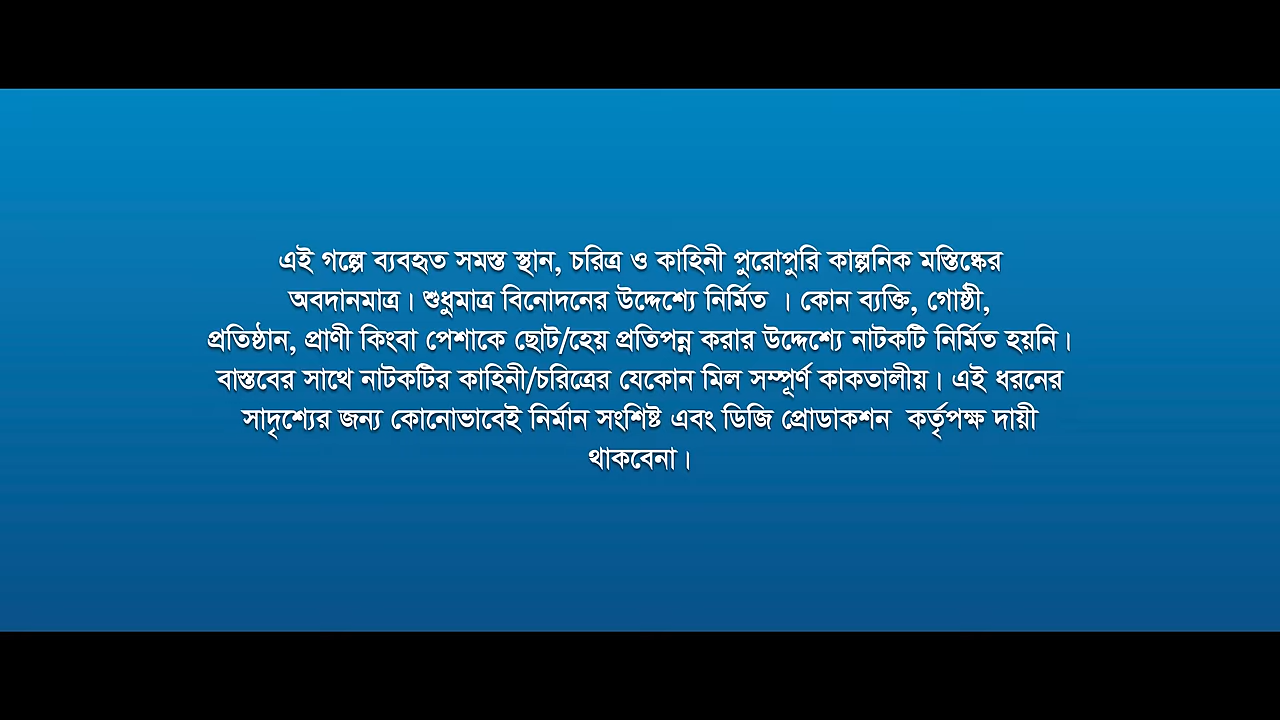 এই গল্পে ব্যবহৃত সমস্ত স্থান, চরিত্র ও কাহিনী পুরোপুরি কাল্পনিক মস্তিষ্কের
অবদানমাত্র। শুধুমাত্র বিনোদনের উদ্দেশ্যে নির্মিত । কোন ব্যক্তি, গোষ্ঠী,
প্রতিষ্ঠান, প্রাণী কিংবা পেশাকে ছোট/হেয় প্রতিপন্ন করার উদ্দেশ্যে নাটকটি নির্মিত হয়নি।
বাস্তবের সাথে নাটকটির কাহিনী/চরিত্রের যেকোন মিল সম্পূর্ণ কাকতালীয়। এই ধরনের
সাদৃশ্যের জন্য কোনোভাবেই নির্মান সংশিষ্ট এবং ডিজি প্রোডাকশন কর্তৃপক্ষ দায়ী
থাকবেনা।